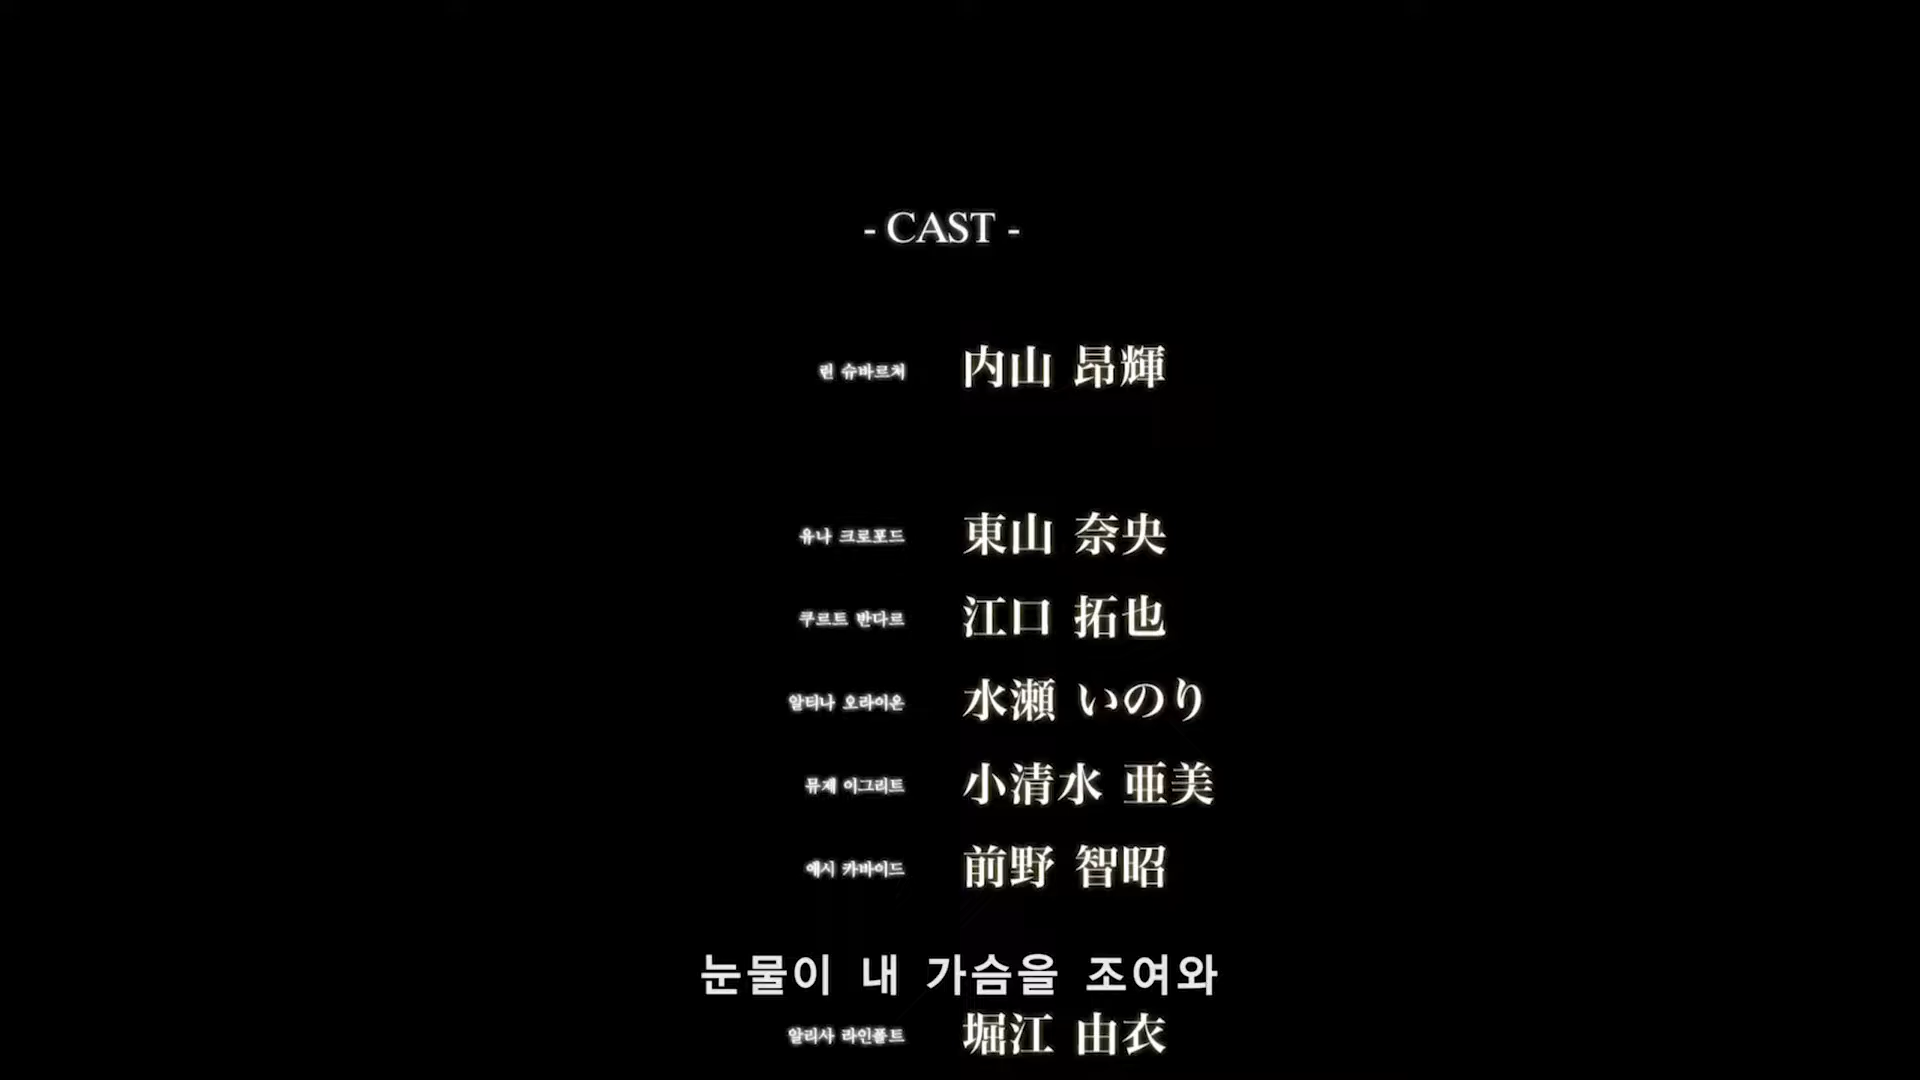 - CAST -
린 슈바르처 内山 昂輝
유나 크로포드 東山 奈央
쿠르트 반다르 江口 拓也
알티나 오라이온 水瀬 いのり
뮤제 이그리트 小清水 亜美
애시 카바이드 前野 智昭
눈물이 내 가슴을 조여와
알리사 라인폴트 堀江 由衣